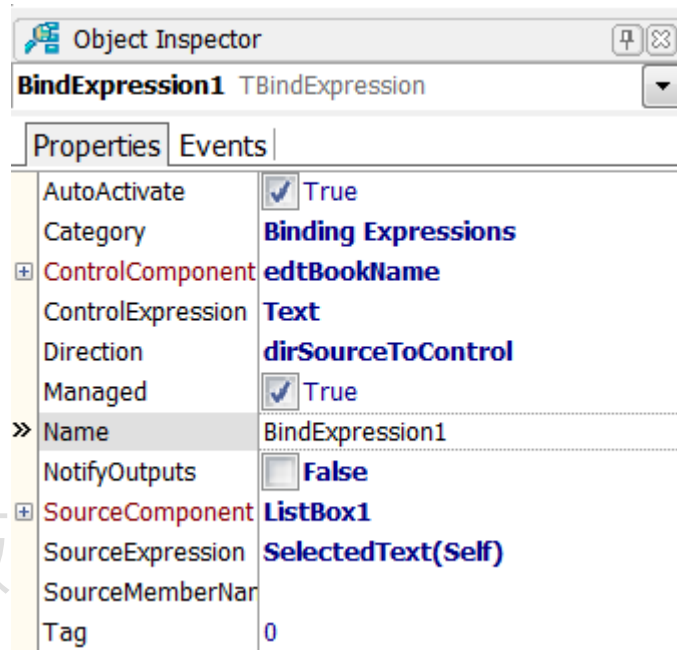 Object Inspector
BindExpression1 TBindExpression
Properties Events
AutoActivate True
Category Binding Expressions
ControlComponent edtBookName
ControlExpression Text
Direction dirSourceToControl
Managed True
» Name BindExpression1
NotifyOutputs False
SourceComponent ListBox1
SourceExpression SelectedText(Self)
SourceMemberNar
Tag 0